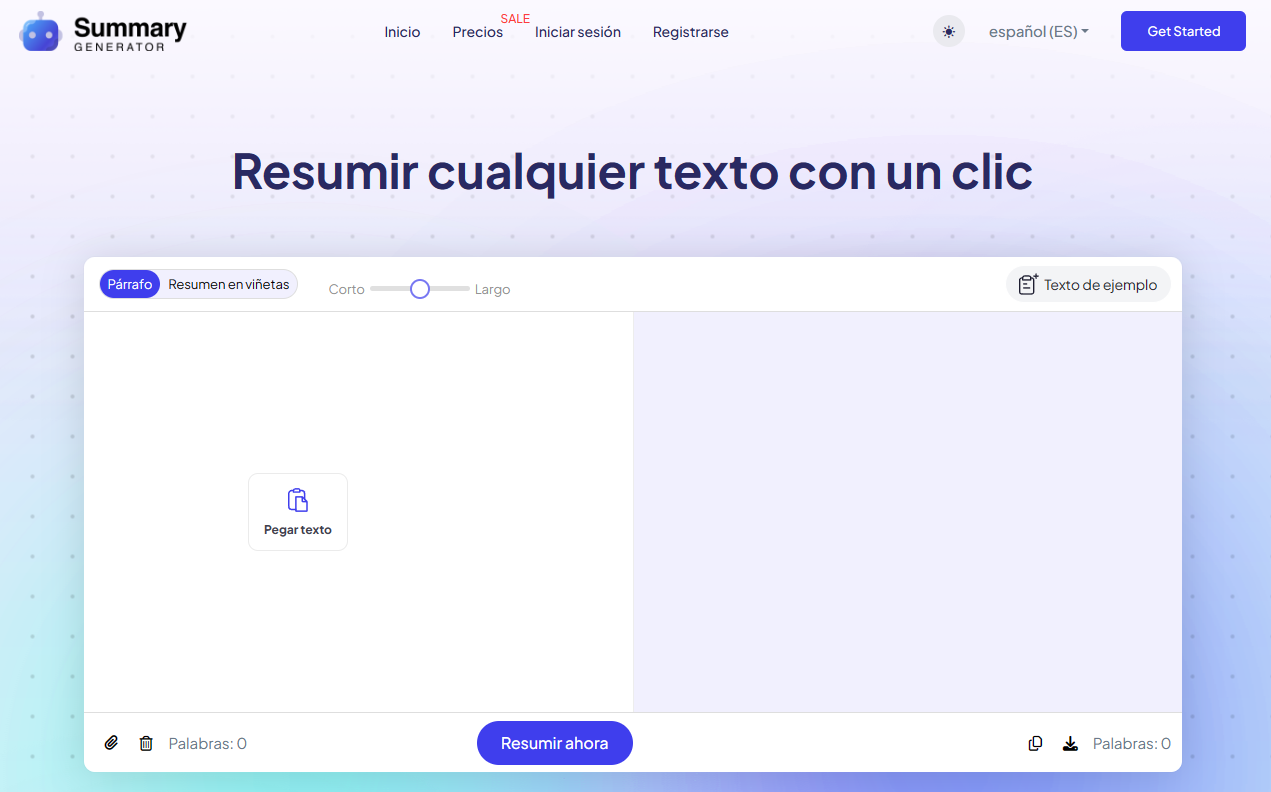 Summary
GENERATOR
Inicio
Precios
SALE
Iniciar sesión
Registrarse
español (ES)
Get Started
Resumir cualquier texto con un clic
Párrafo
Resumen en viñetas
Corto
Largo
Texto de ejemplo
Pegar texto
Palabras: 0
Resumir ahora
Palabras: 0